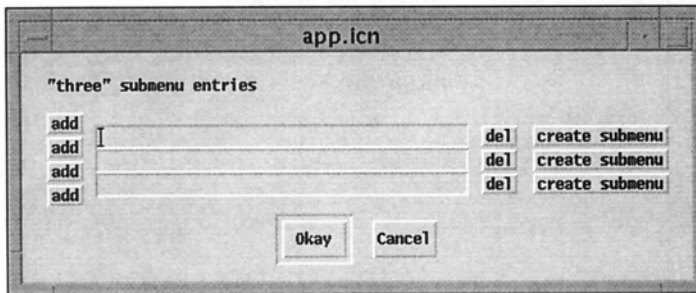 app.icn
"three" submenu entries
add
add
del create submenu
add
del create submenu
add
del create submenu
Okay Cancel